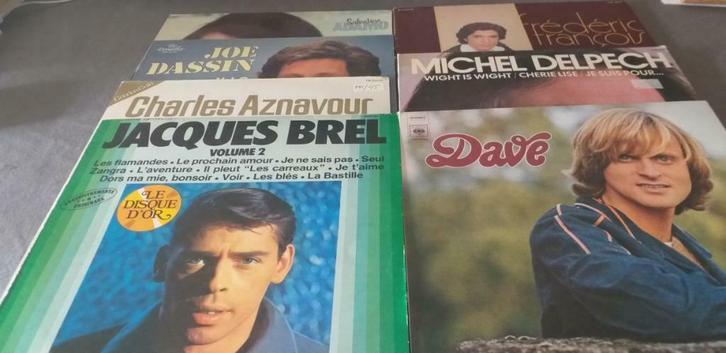 Sélection
ADAMO
JOE
DASSIN
Charles Aznavour
JACQUES BREL
VOLUME 2
Les flamandes • Le prochain amour • Je ne sais pas • Seul
Zangra • L'aventure • Il pleut "Les carreaux" • Je t'aime
Dors ma mie, bonsoir • Voir • Les blés • La Bastille
LE
DISQUE
D'OR
frédéric
françois
MICHEL DELPECH
WIGHT IS WIGHT / CHERIE LISE / JE SUIS POUR...
Dave